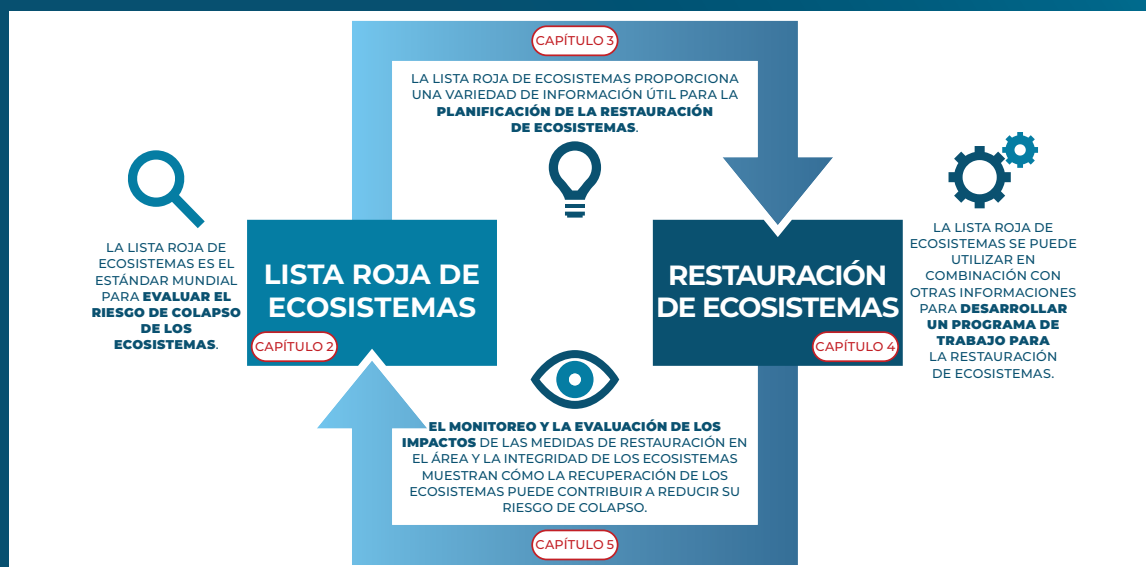 CAPÍTULO 3
LA LISTA ROJA DE ECOSISTEMAS PROPORCIONA
UNA VARIEDAD DE INFORMACIÓN ÚTIL PARA LA
PLANIFICACIÓN DE LA RESTAURACIÓN
DE ECOSISTEMAS.
LA LISTA ROJA DE
ECOSISTEMAS ES EL
ESTÁNDAR MUNDIAL
PARA EVALUAR EL
RIESGO DE COLAPSO
DE LOS
ECOSISTEMAS.
LISTA ROJA DE
ECOSISTEMAS
CAPÍTULO 2
RESTAURACIÓN
DE ECOSISTEMAS
CAPÍTULO 4
LA LISTA ROJA DE
ECOSISTEMAS SE PUEDE
UTILIZAR EN
COMBINACIÓN CON
OTRAS INFORMACIONES
PARA DESARROLLAR
UN PROGRAMA DE
TRABAJO PARA
LA RESTAURACIÓN
DE ECOSISTEMAS.
EL MONITOREO Y LA EVALUACIÓN DE LOS
IMPACTOS DE LAS MEDIDAS DE RESTAURACIÓN EN
EL ÁREA Y LA INTEGRIDAD DE LOS ECOSISTEMAS
MUESTRAN CÓMO LA RECUPERACIÓN DE LOS
ECOSISTEMAS PUEDE CONTRIBUIR A REDUCIR SU
RIESGO DE COLAPSO.
CAPÍTULO 5